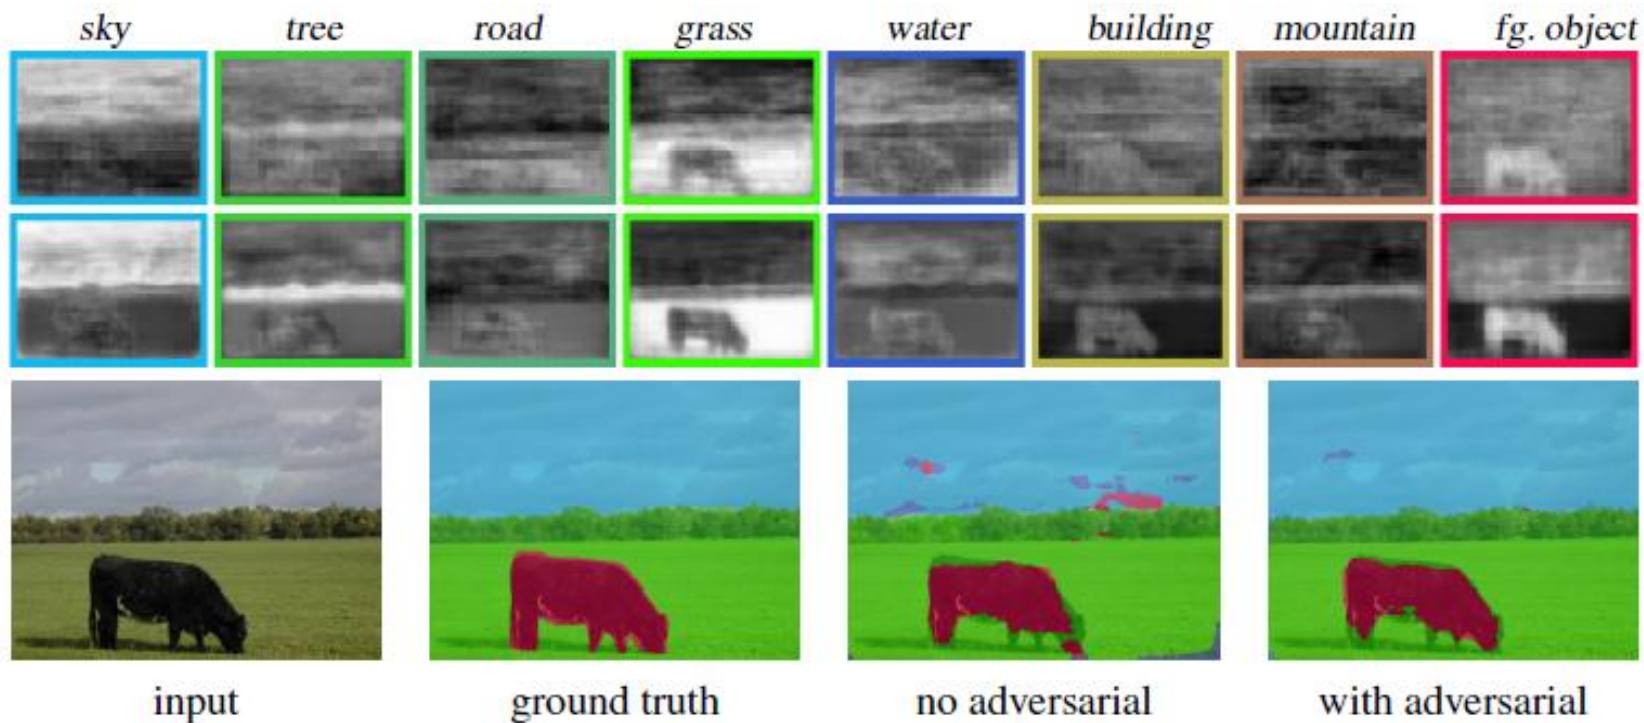 sky tree road grass water building mountain fg. object
input ground truth no adversarial with adversarial